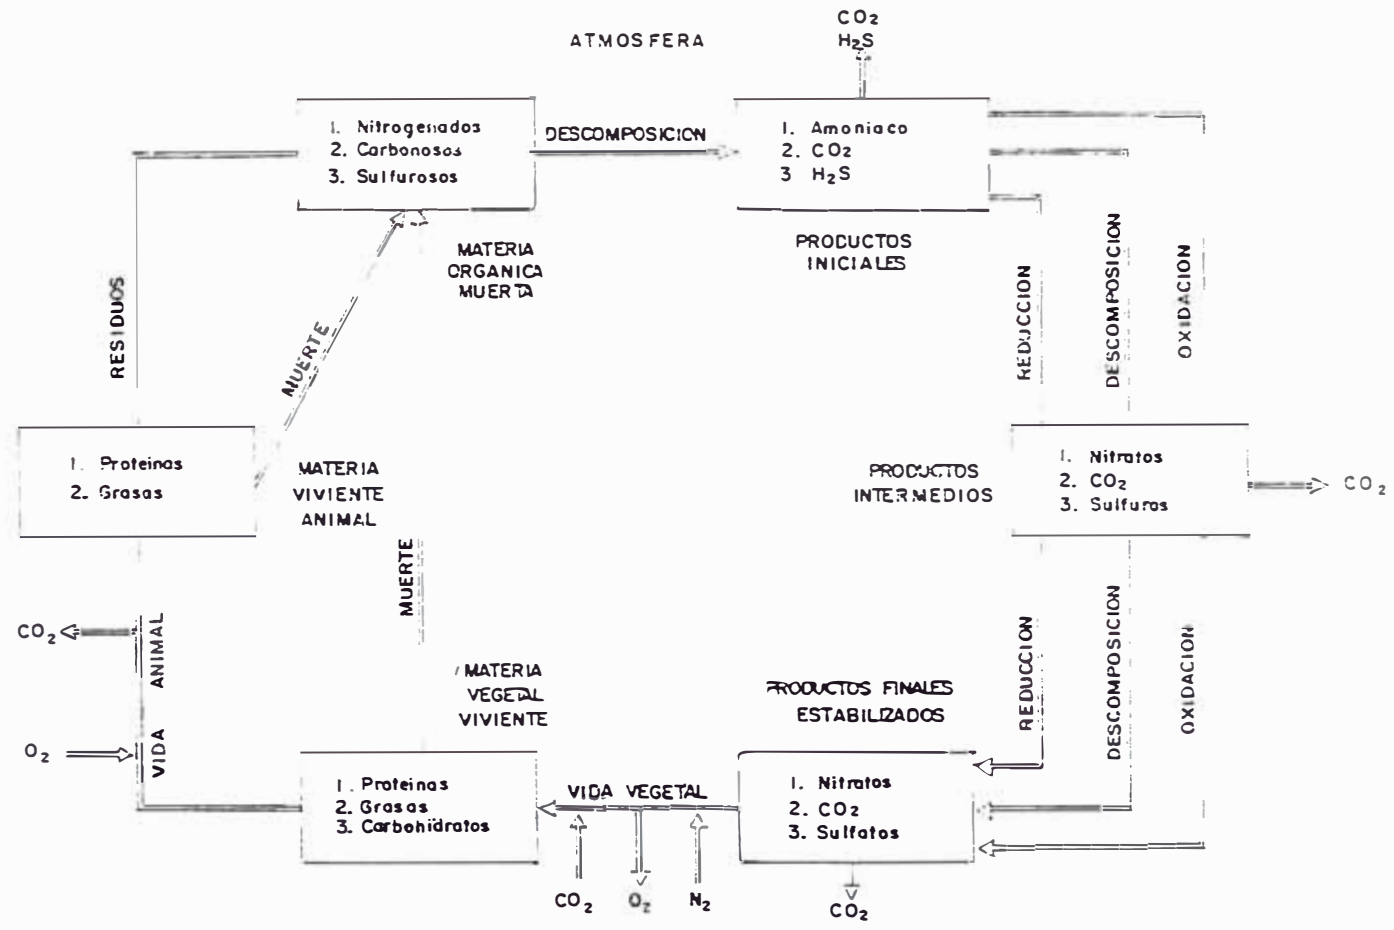 CO2
H2S
ATMOSFERA
1. Nitrogenados
2. Carbonosos
3. Sulfurosos
DESCOMPOSICION
1. Amoniaco
2. CO2
3 H2S
MATERIA
ORGANICA
MUERTA
PRODUCTOS
INICIALES
RESIDUOS
MUERTE
REDUCCION
DESCOMPOSICION
OXIDACION
1. Proteinas
2. Grasas
MATERIA
VIVIENTE
ANIMAL
PRODUCTOS
INTERMEDIOS
1. Nitratos
2. CO2
3. Sulfuros
CO2
MUERTE
CO2
O2
VIDA ANIMAL
MATERIA
VEGETAL
VIVIENTE
PRODUCTOS FINALES
ESTABILIZADOS
REDUCCION
DESCOMPOSICION
OXIDACION
1. Proteinas
2. Grasas
3. Carbohidratos
VIDA VEGETAL
1. Nitratos
2. CO2
3. Sulfatos
CO2
O2
N2
CO2